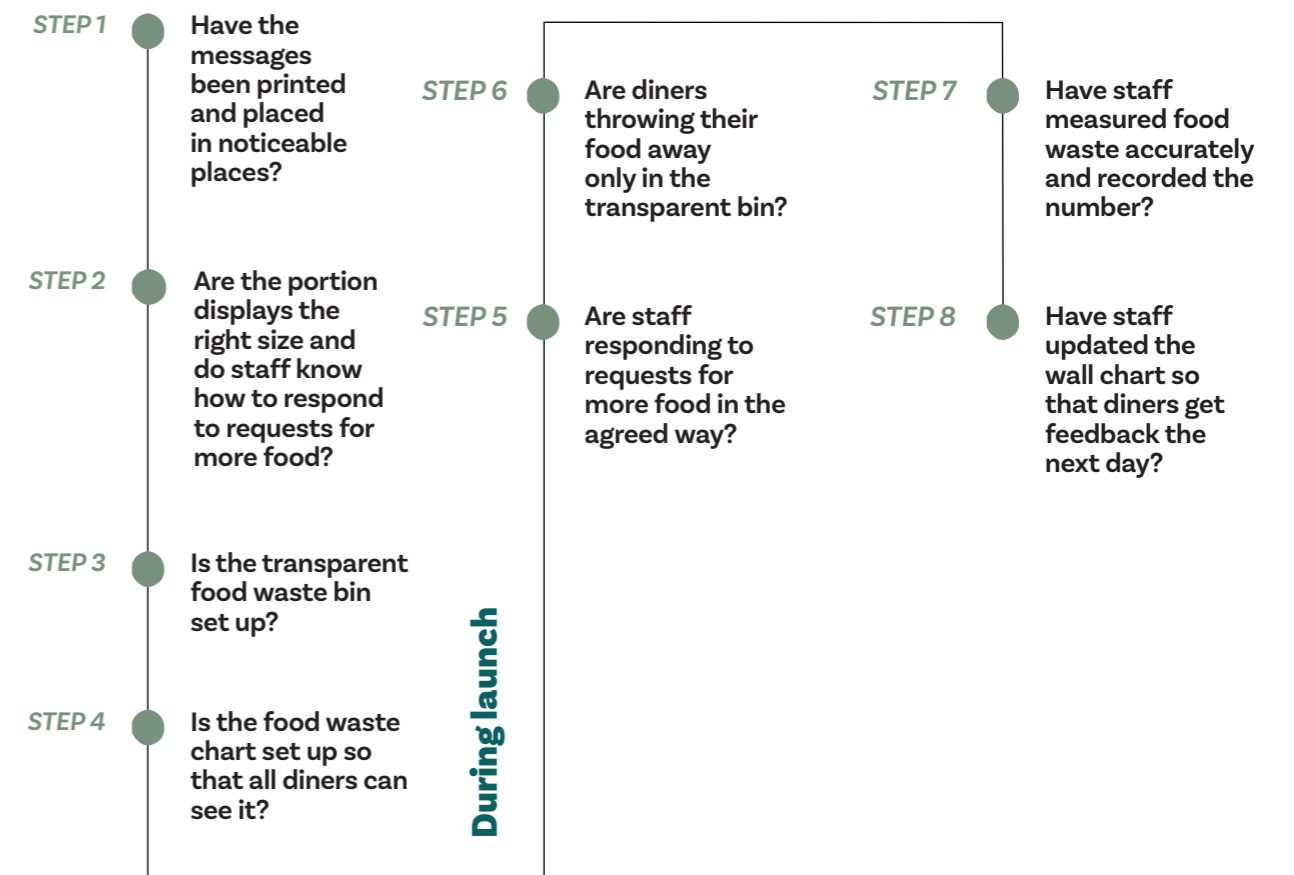 STEP 1
Have the
messages
been printed
and placed
in noticeable
places?
STEP 2
Are the portion
displays the
right size and
do staff know
how to respond
to requests for
more food?
STEP 3
Is the transparent
food waste bin
set up?
STEP 4
Is the food waste
chart set up so
that all diners can
see it?
During launch
STEP 5
Are staff
responding to
requests for
more food in the
agreed way?
STEP 6
Are diners
throwing their
food away
only in the
transparent bin?
STEP 7
Have staff
measured food
waste accurately
and recorded the
number?
STEP 8
Have staff
updated the
wall chart so
that diners get
feedback the
next day?